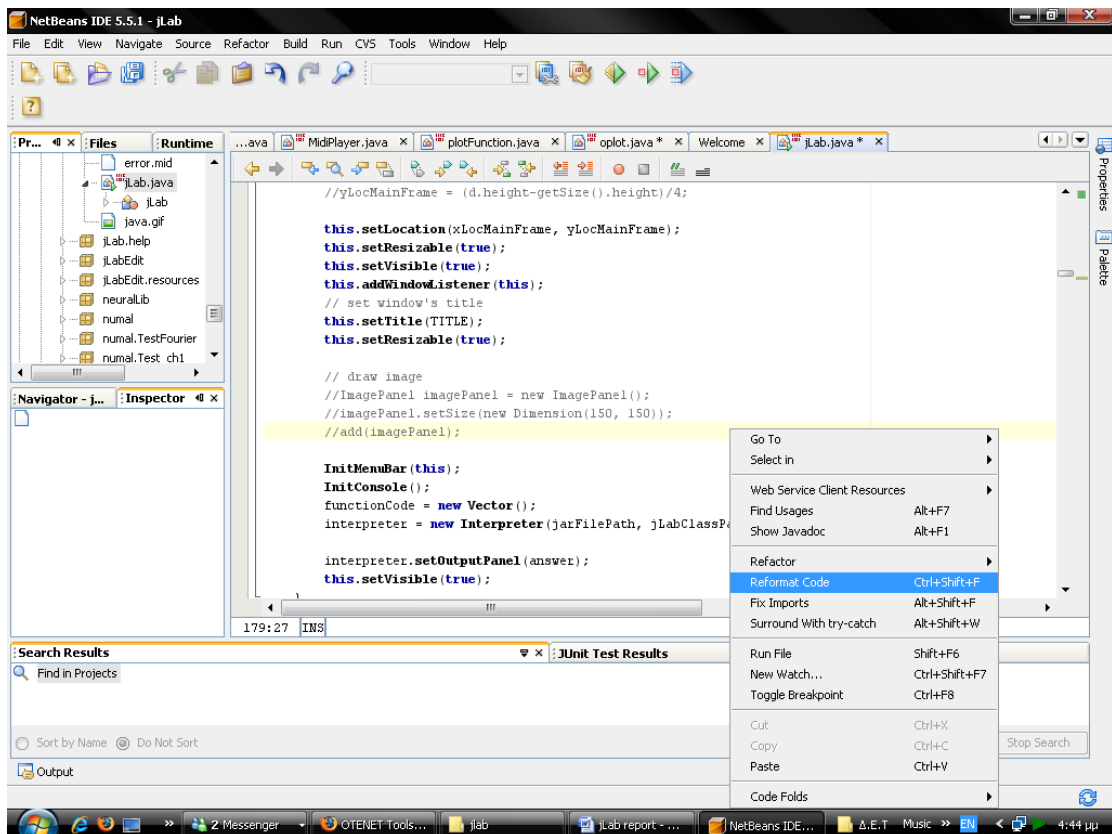 NetBeans IDE 5.5.1 - jLab
File Edit View Navigate Source Refactor Build Run CVS Tools Window Help
Pr... Files Runtime
error.mid
jLab.java
jLab
java.gif
jLab.help
jLabEdit
jLabEdit.resources
neuralLib
numal
numal.TestFourier
numal.Test_ch1
Navigator - j... Inspector
...ava MidiPlayer.java plotFunction.java oplot.java * Welcome jLab.java *
//yLocMainFrame = (d.height-getSize().height)/4;
this.setLocation(xLocMainFrame, yLocMainFrame);
this.setResizable(true);
this.setVisible(true);
this.addWindowListener(this);
// set window's title
this.setTitle(TITLE);
this.setResizable(true);
// draw image
//ImagePanel imagePanel = new ImagePanel();
//imagePanel.setSize(new Dimension(150, 150));
//add(imagePanel);
InitMenuBar(this);
InitConsole();
functionCode = new Vector();
interpreter = new Interpreter(jarFilePath, jLabClassPa
interpreter.setOutputPanel(answer);
this.setVisible(true);
}
179:27 INS
Properties
Palette
Go To
Select in
Web Service Client Resources
Find Usages Alt+F7
Show Javadoc Alt+F1
Refactor
Reformat Code Ctrl+Shift+F
Fix Imports Alt+Shift+F
Surround With try-catch Alt+Shift+W
Run File Shift+F6
New Watch... Ctrl+Shift+F7
Toggle Breakpoint Ctrl+F8
Cut Ctrl+X
Copy Ctrl+C
Paste Ctrl+V
Code Folds
Search Results JUnit Test Results
Find in Projects
Sort by Name Do Not Sort Stop Search
Output
» 2 Messenger OTENET Tools... jlab jLab report - ... NetBeans IDE... Δ.Ε.Τ Music » EN < 4:44 μμ